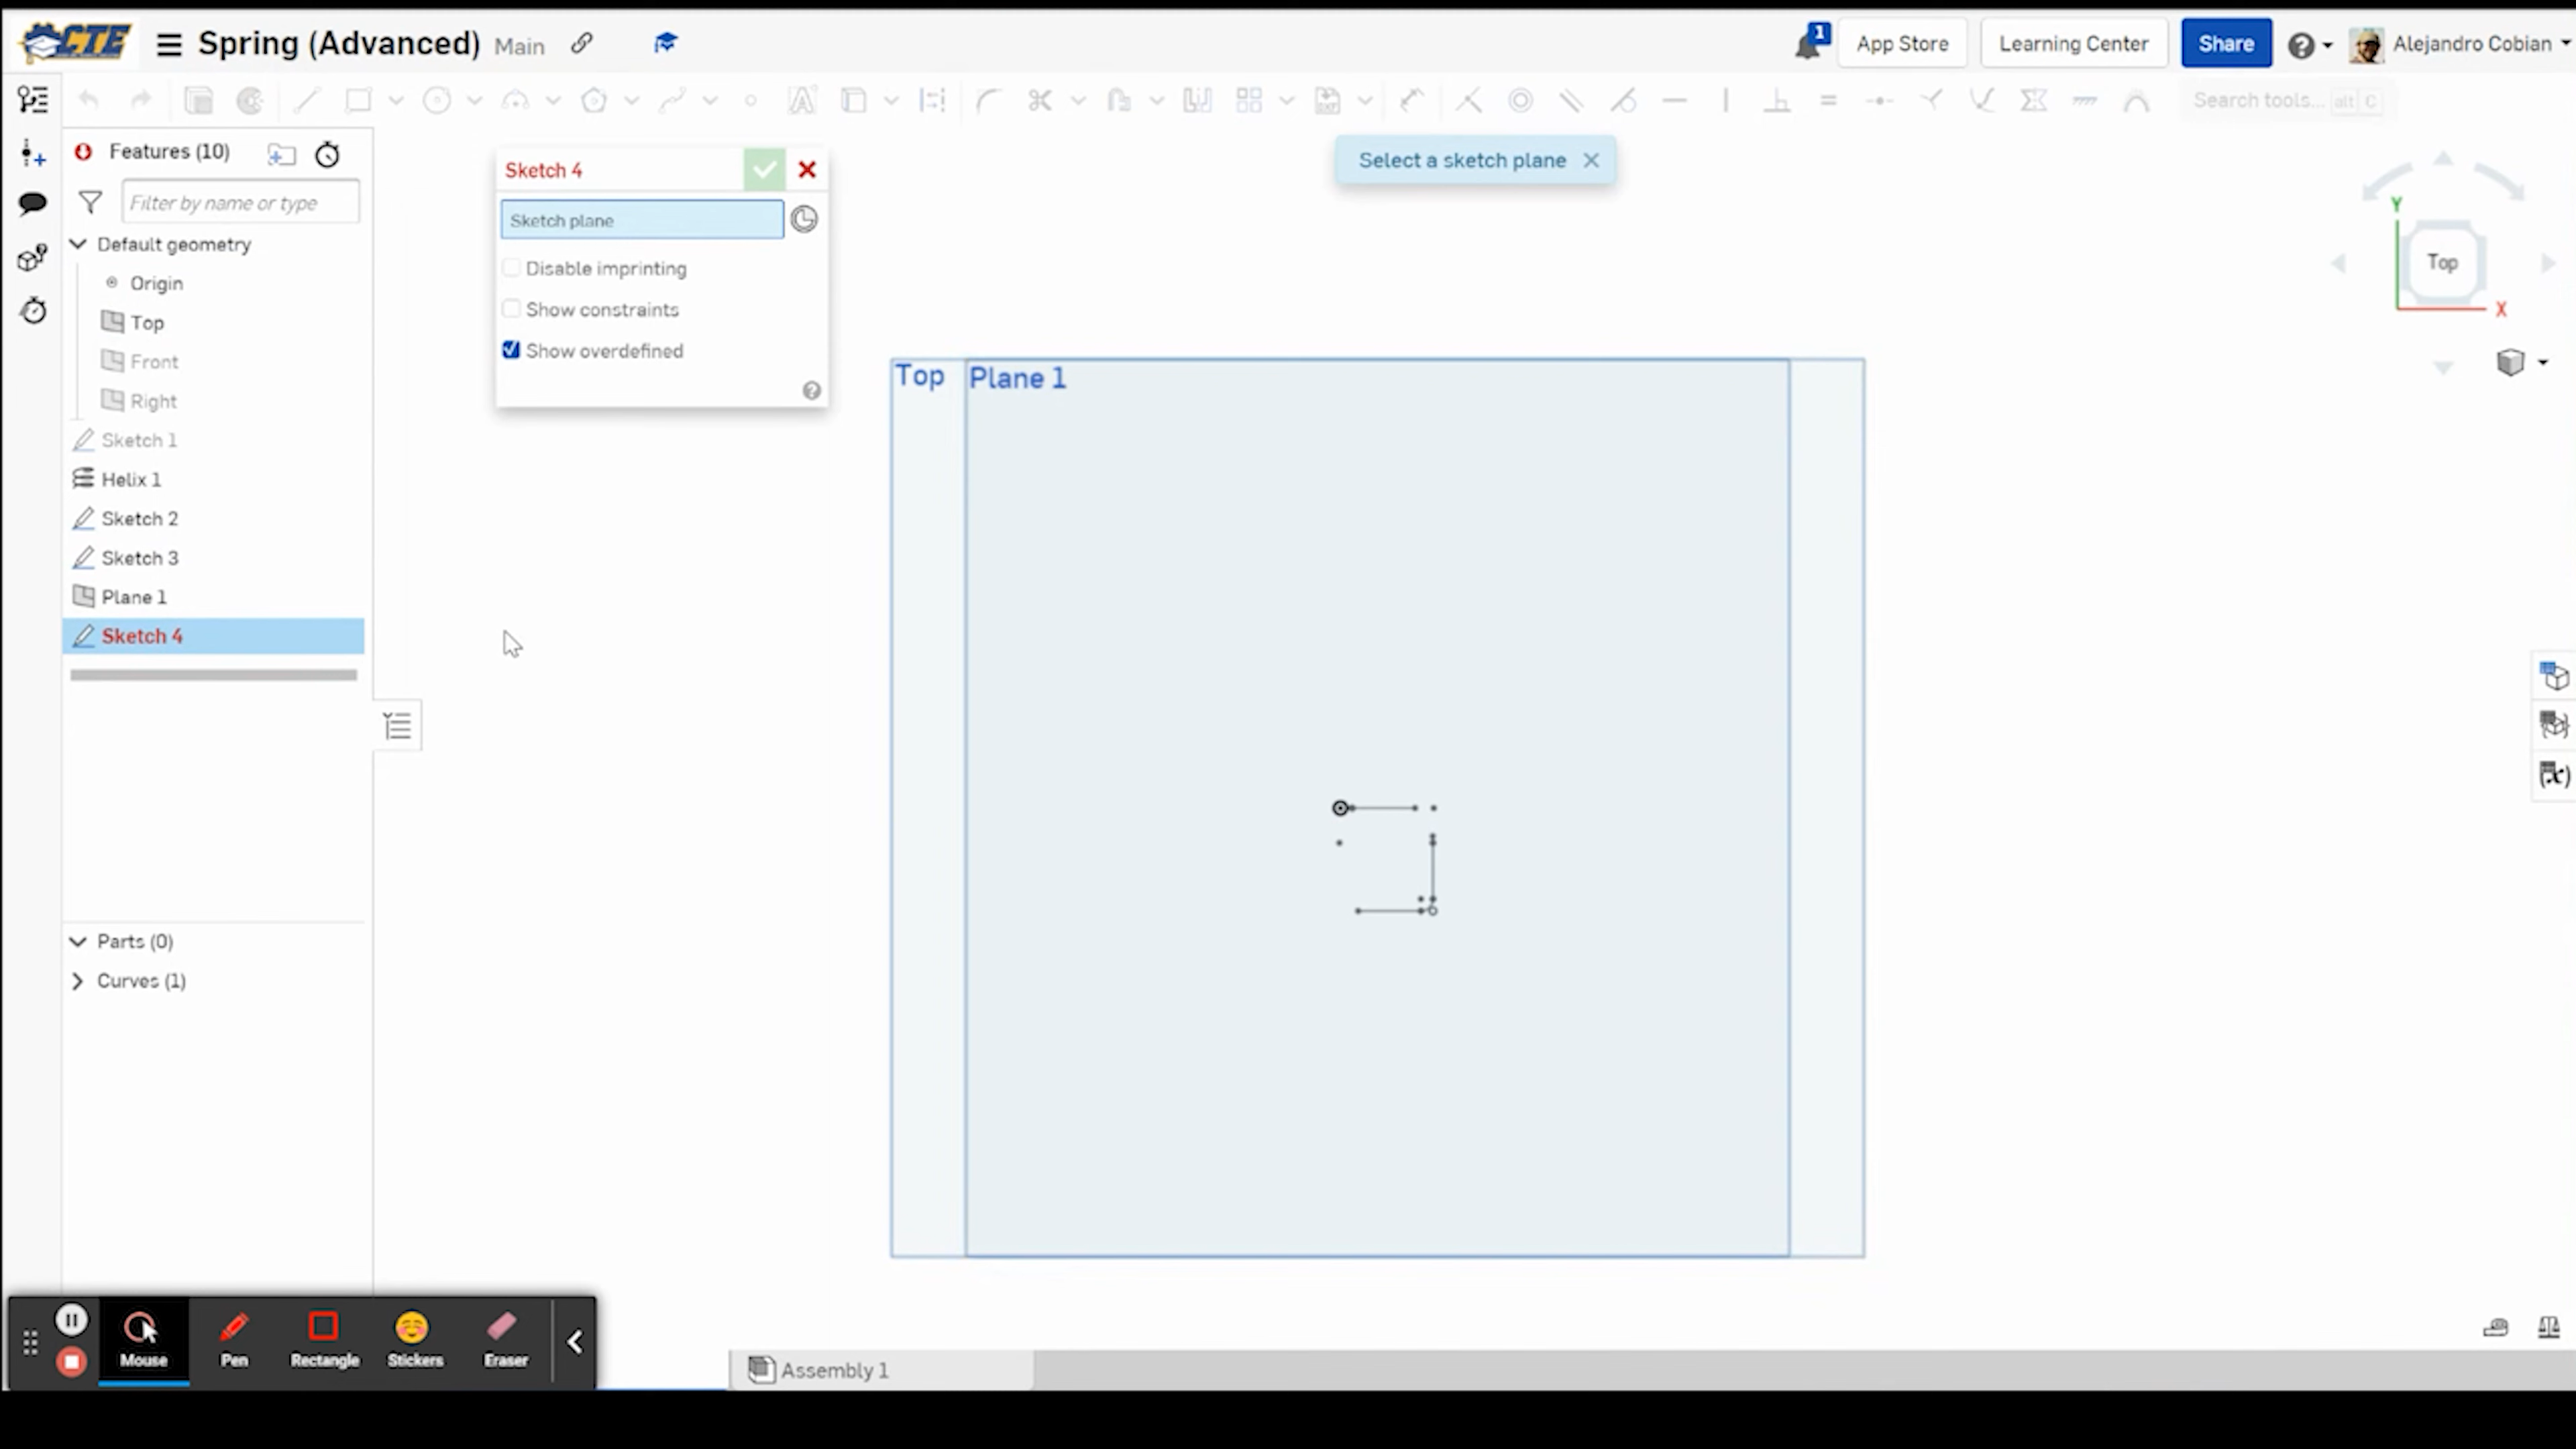 CTE
Spring (Advanced) Main
1
App Store
Learning Center
Share
Alejandro Cobian
Search tools... alt C
Features (10)
Filter by name or type
Default geometry
Origin
Top
Front
Right
Sketch 1
Helix 1
Sketch 2
Sketch 3
Plane 1
Sketch 4
Parts (0)
Curves (1)
Sketch 4
Sketch plane
Disable imprinting
Show constraints
Show overdefined
Select a sketch plane
Y
Top
X
Top Plane 1
Mouse
Pen
Rectangle
Stickers
Eraser
Assembly 1